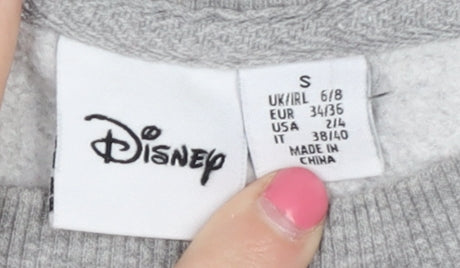 Disney
S
UK/IRL 6/8
EUR 34/36
USA 2/4
IT 38/40
MADE IN
CHINA